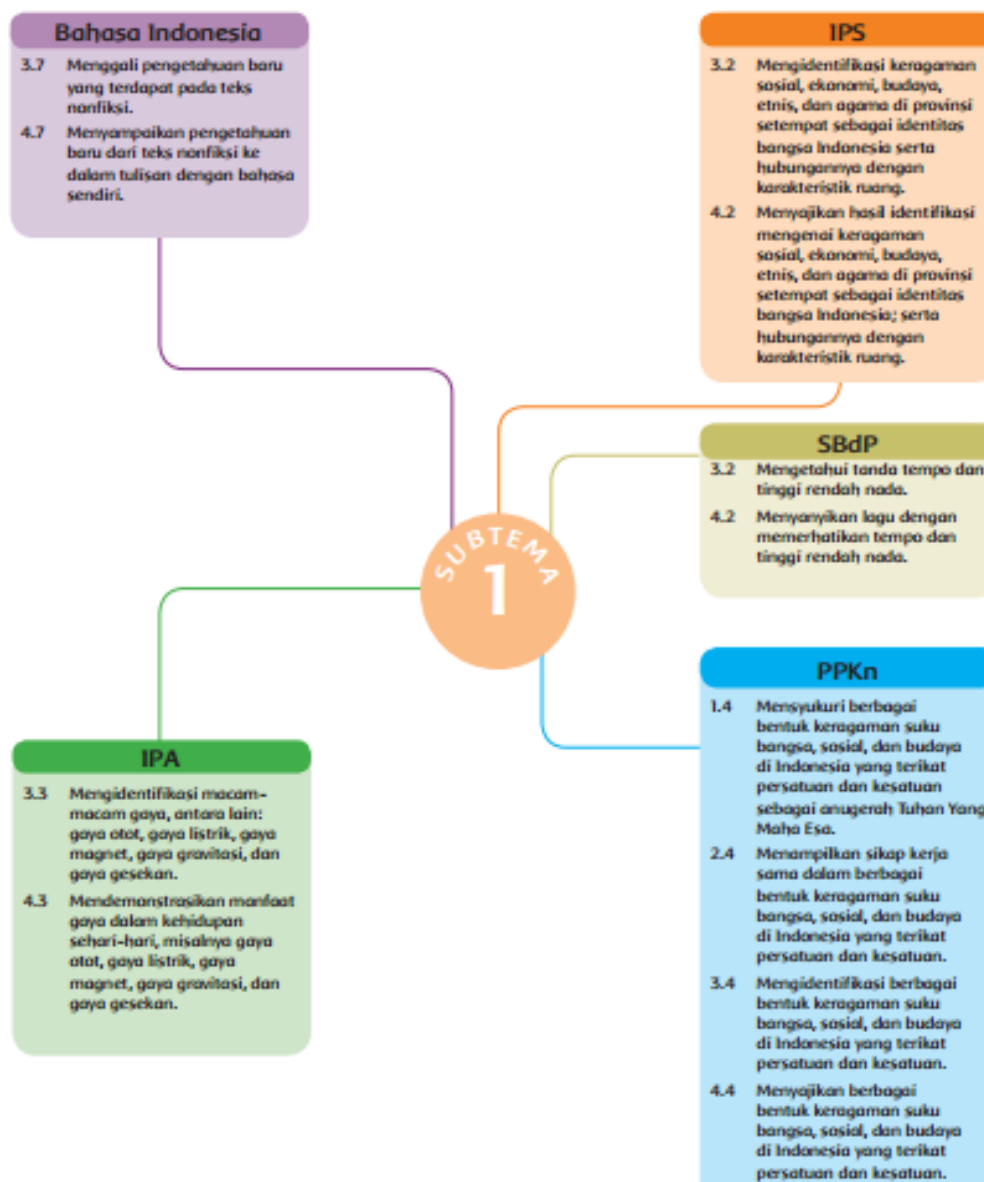 Bahasa Indonesia
3.7 Menggali pengetahuan baru
yang terdapat pada teks
nonfiksi.
4.7 Menyampaikan pengetahuan
baru dari teks nonfiksi ke
dalam tulisan dengan bahasa
sendiri.
IPS
3.2 Mengidentifikasi keragaman
sosial, ekonomi, budaya,
etnis, dan agama di provinsi
setempat sebagai identitas
bangsa Indonesia serta
hubungannya dengan
karakteristik ruang.
4.2 Menyajikan hasil identifikasi
mengenai keragaman
sosial, ekonomi, budaya,
etnis, dan agama di provinsi
setempat sebagai identitas
bangsa Indonesia; serta
hubungannya dengan
karakteristik ruang.
SBdP
3.2 Mengetahui tanda tempo dan
tinggi rendah nada.
4.2 Menyanyikan lagu dengan
memerhatikan tempo dan
tinggi rendah nada.
SUBTEMA
1
IPA
3.3 Mengidentifikasi macam-
macam gaya, antara lain:
gaya otot, gaya listrik, gaya
magnet, gaya gravitasi, dan
gaya gesekan.
4.3 Mendemonstrasikan manfaat
gaya dalam kehidupan
sehari-hari, misalnya gaya
otot, gaya listrik, gaya
magnet, gaya gravitasi, dan
gaya gesekan.
PPKn
1.4 Mensyukuri berbagai
bentuk keragaman suku
bangsa, sosial, dan budaya
di Indonesia yang terikat
persatuan dan kesatuan
sebagai anugerah Tuhan Yang
Maha Esa.
2.4 Menampilkan sikap kerja
sama dalam berbagai
bentuk keragaman suku
bangsa, sosial, dan budaya
di Indonesia yang terikat
persatuan dan kesatuan.
3.4 Mengidentifikasi berbagai
bentuk keragaman suku
bangsa, sosial, dan budaya
di Indonesia yang terikat
persatuan dan kesatuan.
4.4 Menyajikan berbagai
bentuk keragaman suku
bangsa, sosial, dan budaya
di Indonesia yang terikat
persatuan dan kesatuan.